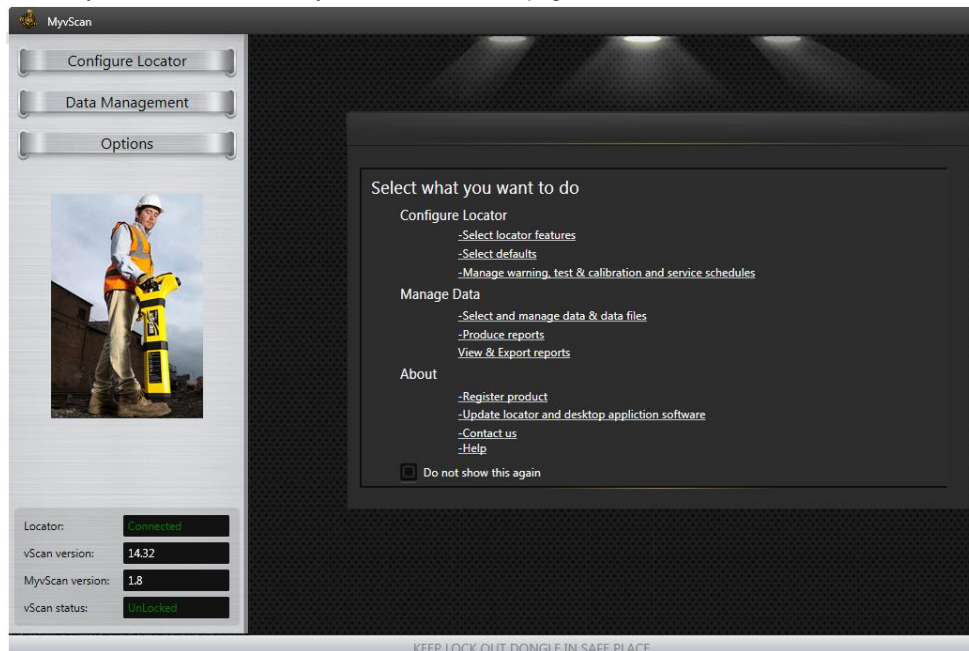 MyvScan
Configure Locator
Data Management
Options
Select what you want to do
Configure Locator
-Select locator features
-Select defaults
-Manage warning, test & calibration and service schedules
Manage Data
-Select and manage data & data files
-Produce reports
View & Export reports
About
-Register product
-Update locator and desktop appliction software
-Contact us
-Help
Do not show this again
Locator: Connected
vScan version: 14.32
MyvScan version: 1.8
vScan status: UnLocked
KEEP LOCK OUT DONGLE IN SAFE PLACE